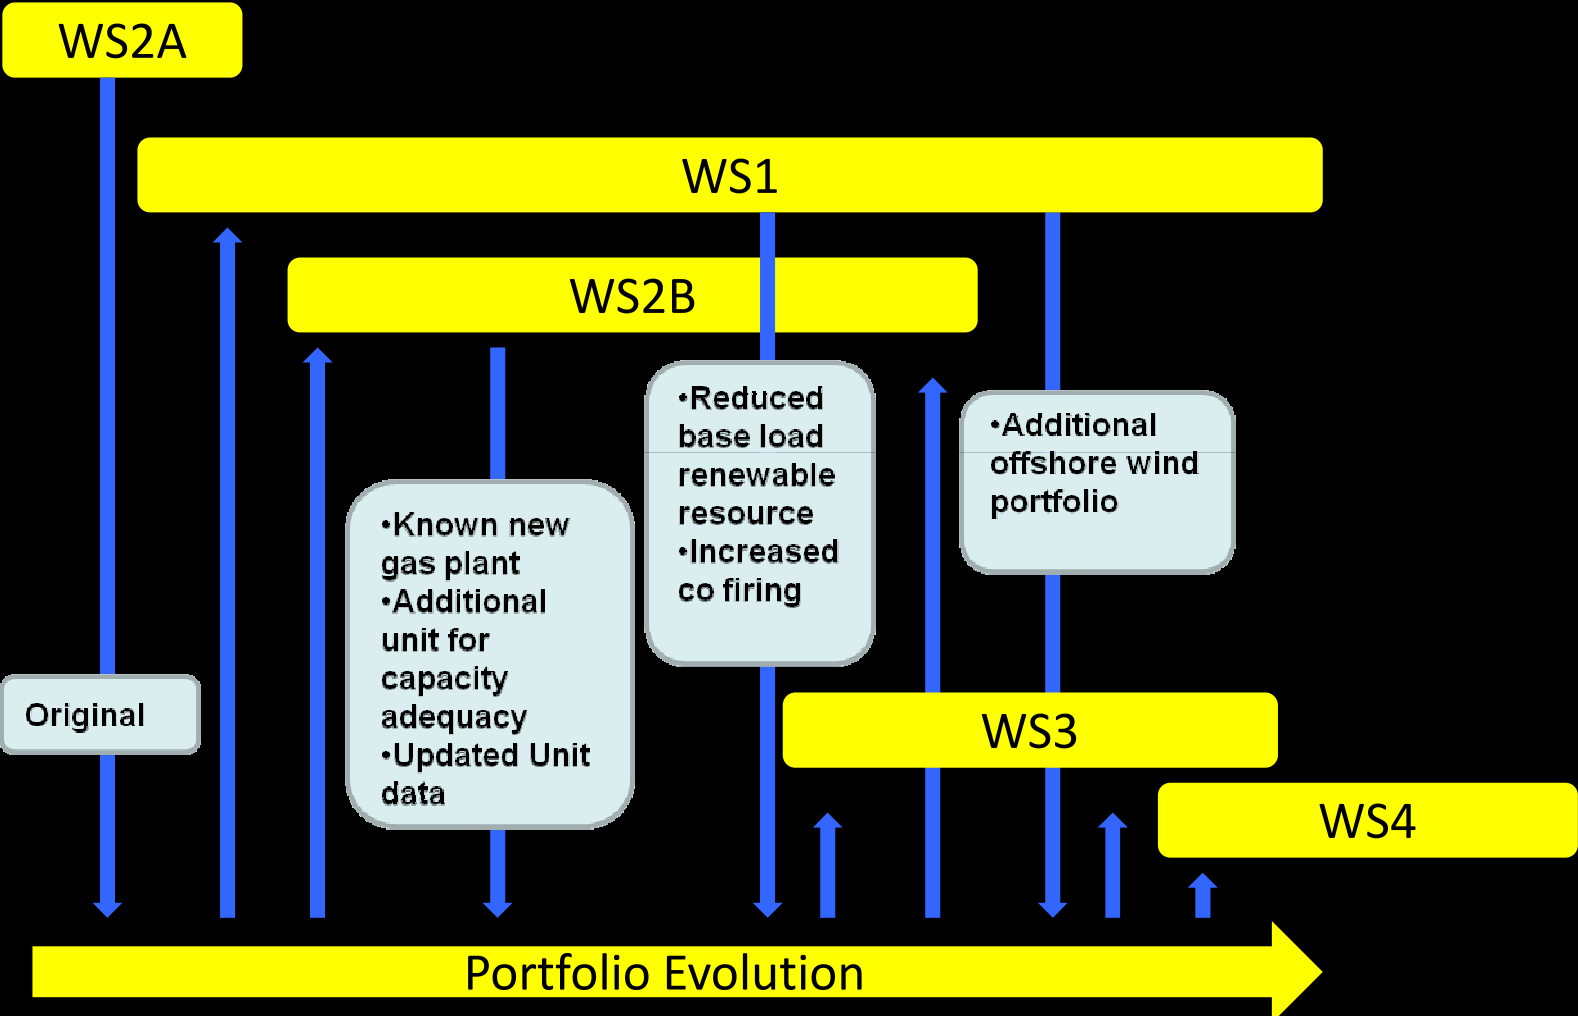 WS2A
WS1
WS2B
•Known new
gas plant
•Additional
unit for
capacity
adequacy
•Updated Unit
data
•Reduced
base load
renewable
resource
•Increased
co firing
•Additional
offshore wind
portfolio
Original
WS3
WS4
Portfolio Evolution